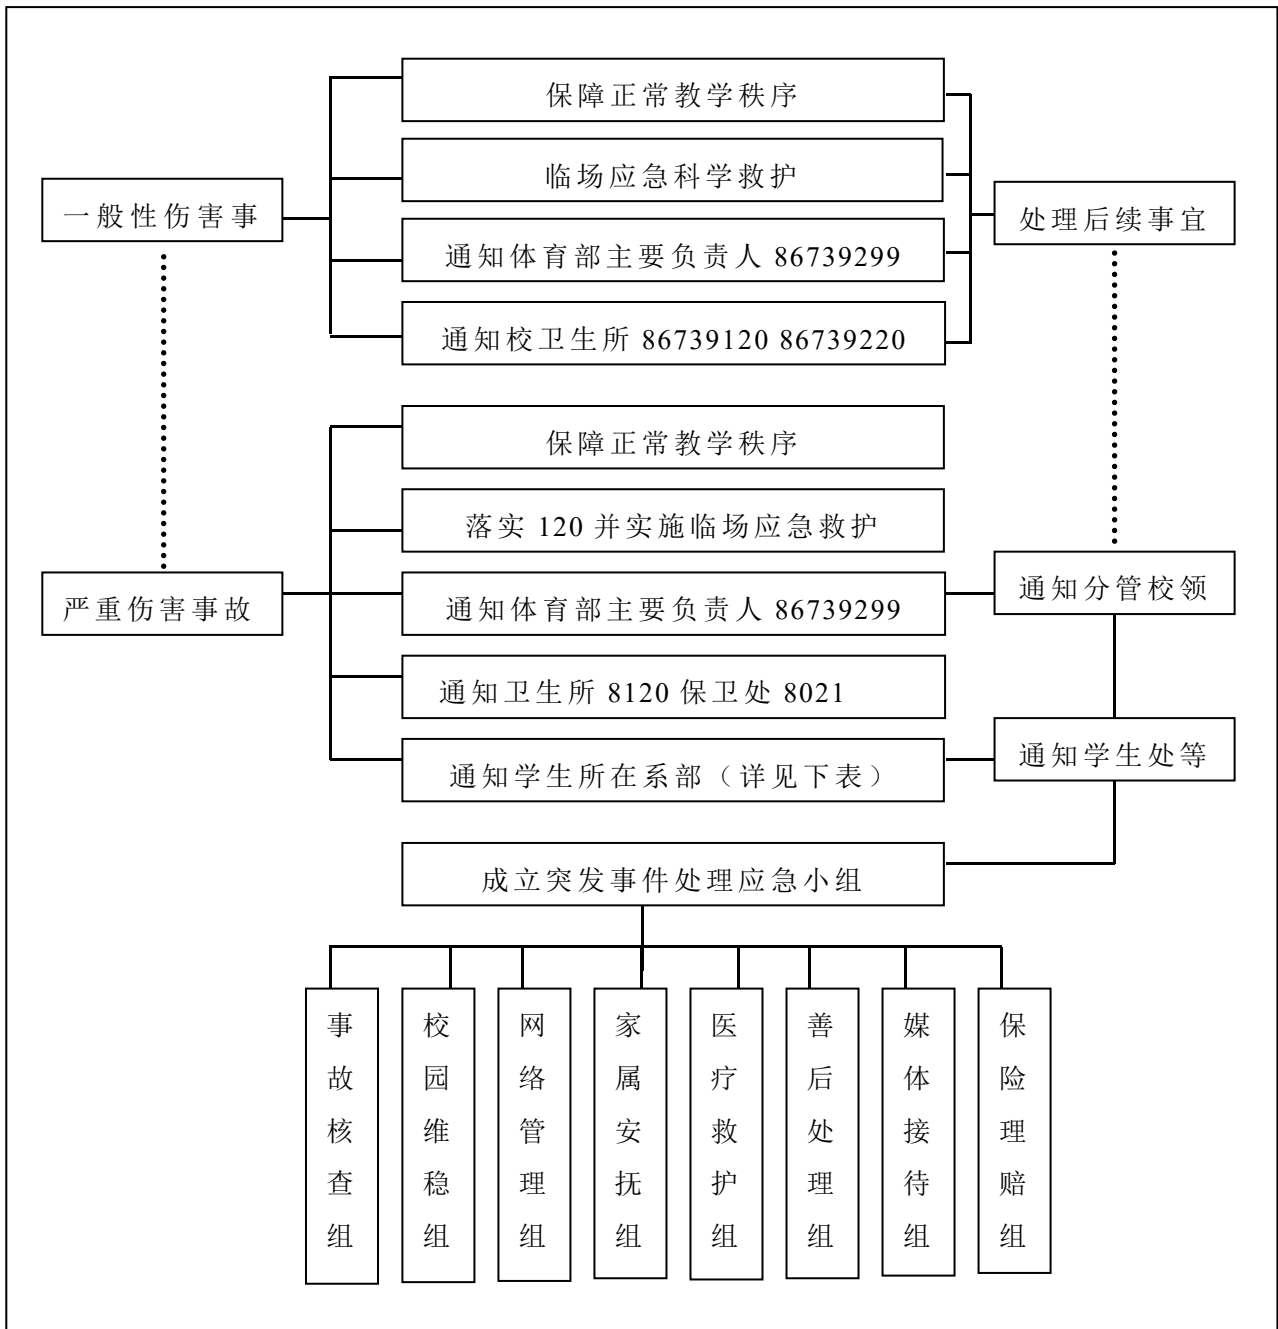 保障正常教学秩序
临场应急科学救护
一般性伤害事
处理后续事宜
通知体育部主要负责人 86739299
通知校卫生所 86739120 86739220
保障正常教学秩序
落实 120 并实施临场应急救护
严重伤害事故
通知体育部主要负责人 86739299
通知分管校领
通知卫生所 8120 保卫处 8021
通知学生所在系部（详见下表）
通知学生处等
成立突发事件处理应急小组
事故核查组
校园维稳组
网络管理组
家属安抚组
医疗救护组
善后处理组
媒体接待组
保险理赔组